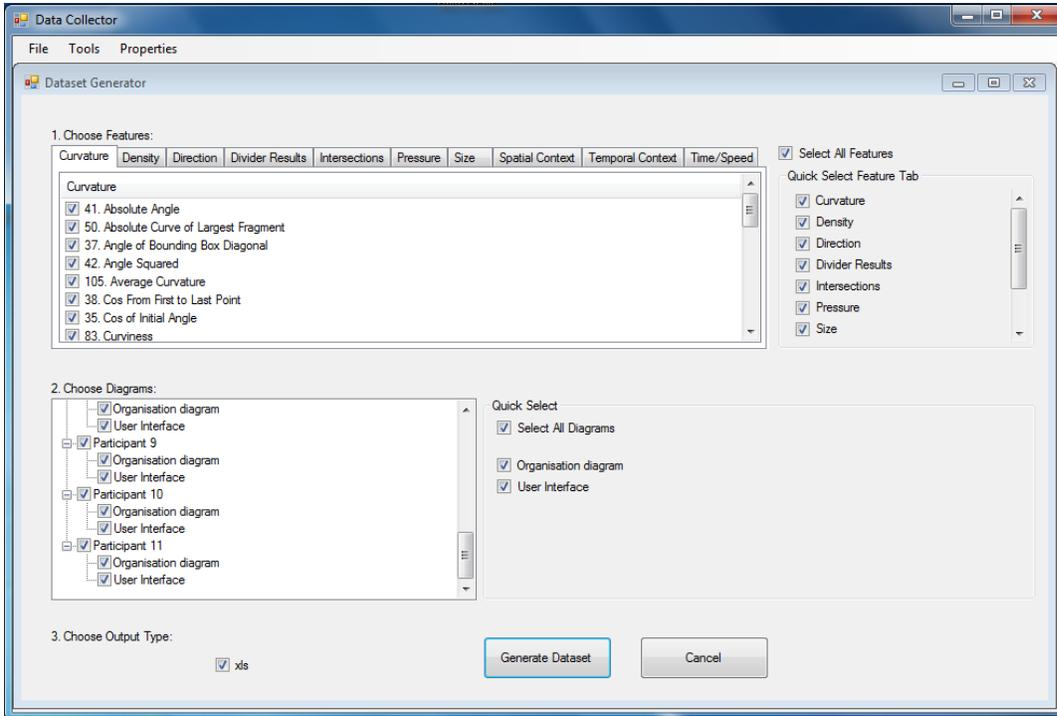 Data Collector
File Tools Properties
Dataset Generator
1. Choose Features:
Curvature Density Direction Divider Results Intersections Pressure Size Spatial Context Temporal Context Time/Speed
Select All Features
Quick Select Feature Tab
Curvature
41. Absolute Angle
50. Absolute Curve of Largest Fragment
37. Angle of Bounding Box Diagonal
42. Angle Squared
105. Average Curvature
38. Cos From First to Last Point
35. Cos of Initial Angle
83. Curviness
Curvature
Density
Direction
Divider Results
Intersections
Pressure
Size
2. Choose Diagrams:
Organisation diagram
User Interface
Participant 9
Organisation diagram
User Interface
Participant 10
Organisation diagram
User Interface
Participant 11
Organisation diagram
User Interface
Quick Select
Select All Diagrams
Organisation diagram
User Interface
3. Choose Output Type:
xls
Generate Dataset
Cancel